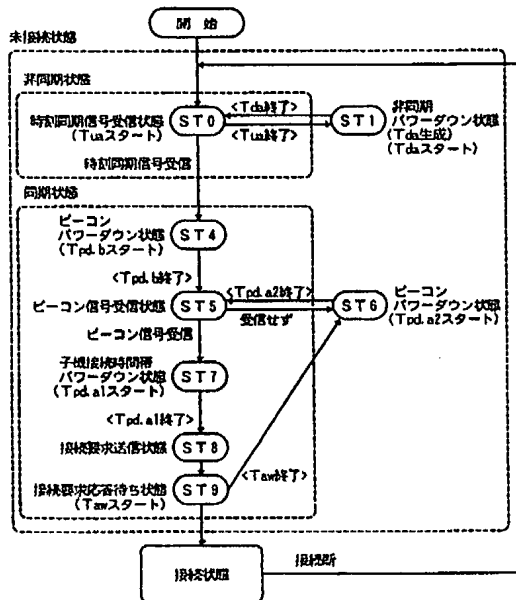 開 始
未接続状態
非同期状態
時刻同期信号受信状態
(Tuaスタート)
ST0
<Tda終了>
<Tua終了>
ST1
非同期
パワーダウン状態
(Tda生成)
(Tdaスタート)
時刻同期信号受信
同期状態
ビーコン
パワーダウン状態
(Tpd.bスタート)
ST4
<Tpd.b終了>
ビーコン信号受信状態
ST5
<Tpd.a2終了>
受信せず
ST6
ビーコン
パワーダウン状態
(Tpd.a2スタート)
ビーコン信号受信
子機接続時間帯
パワーダウン状態
(Tpd.a1スタート)
ST7
<Tpd.a1終了>
接続要求送信状態
ST8
接続要求応答待ち状態
(Tawスタート)
ST9
<Taw終了>
接続状態
接続断